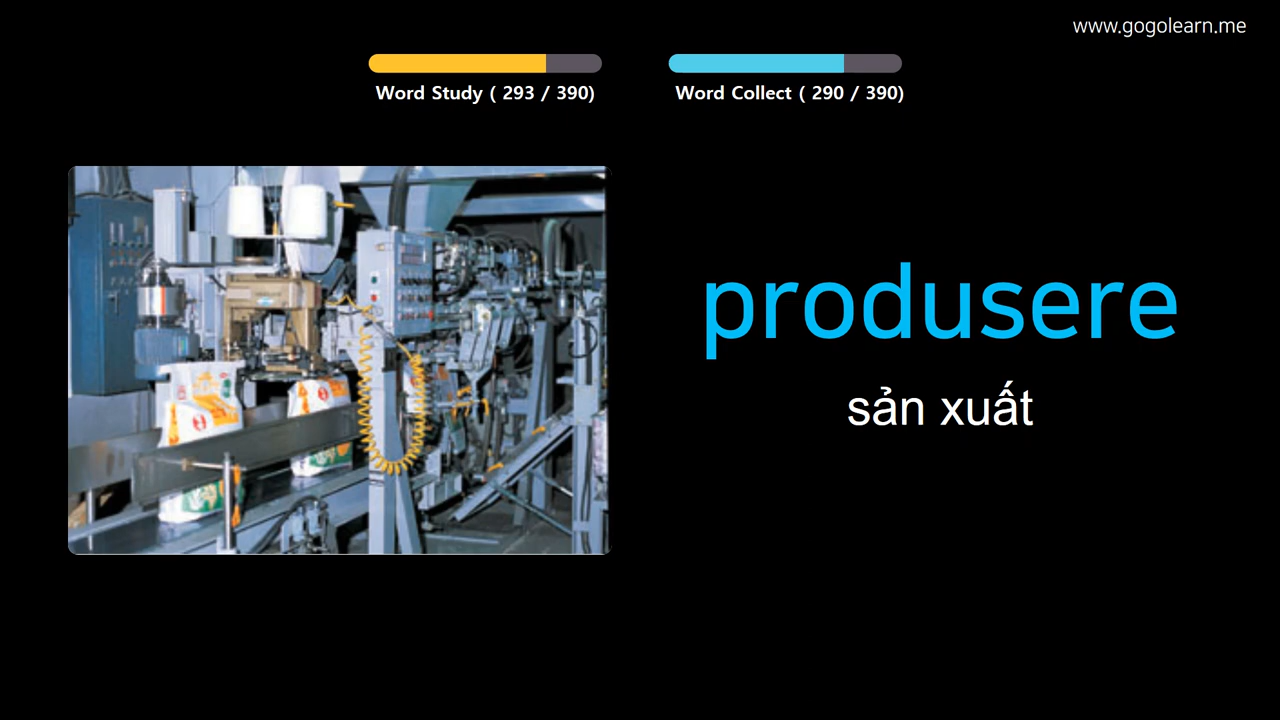 www.gogolearn.me
Word Study ( 293 / 390)
Word Collect ( 290 / 390)
produsere
sản xuất